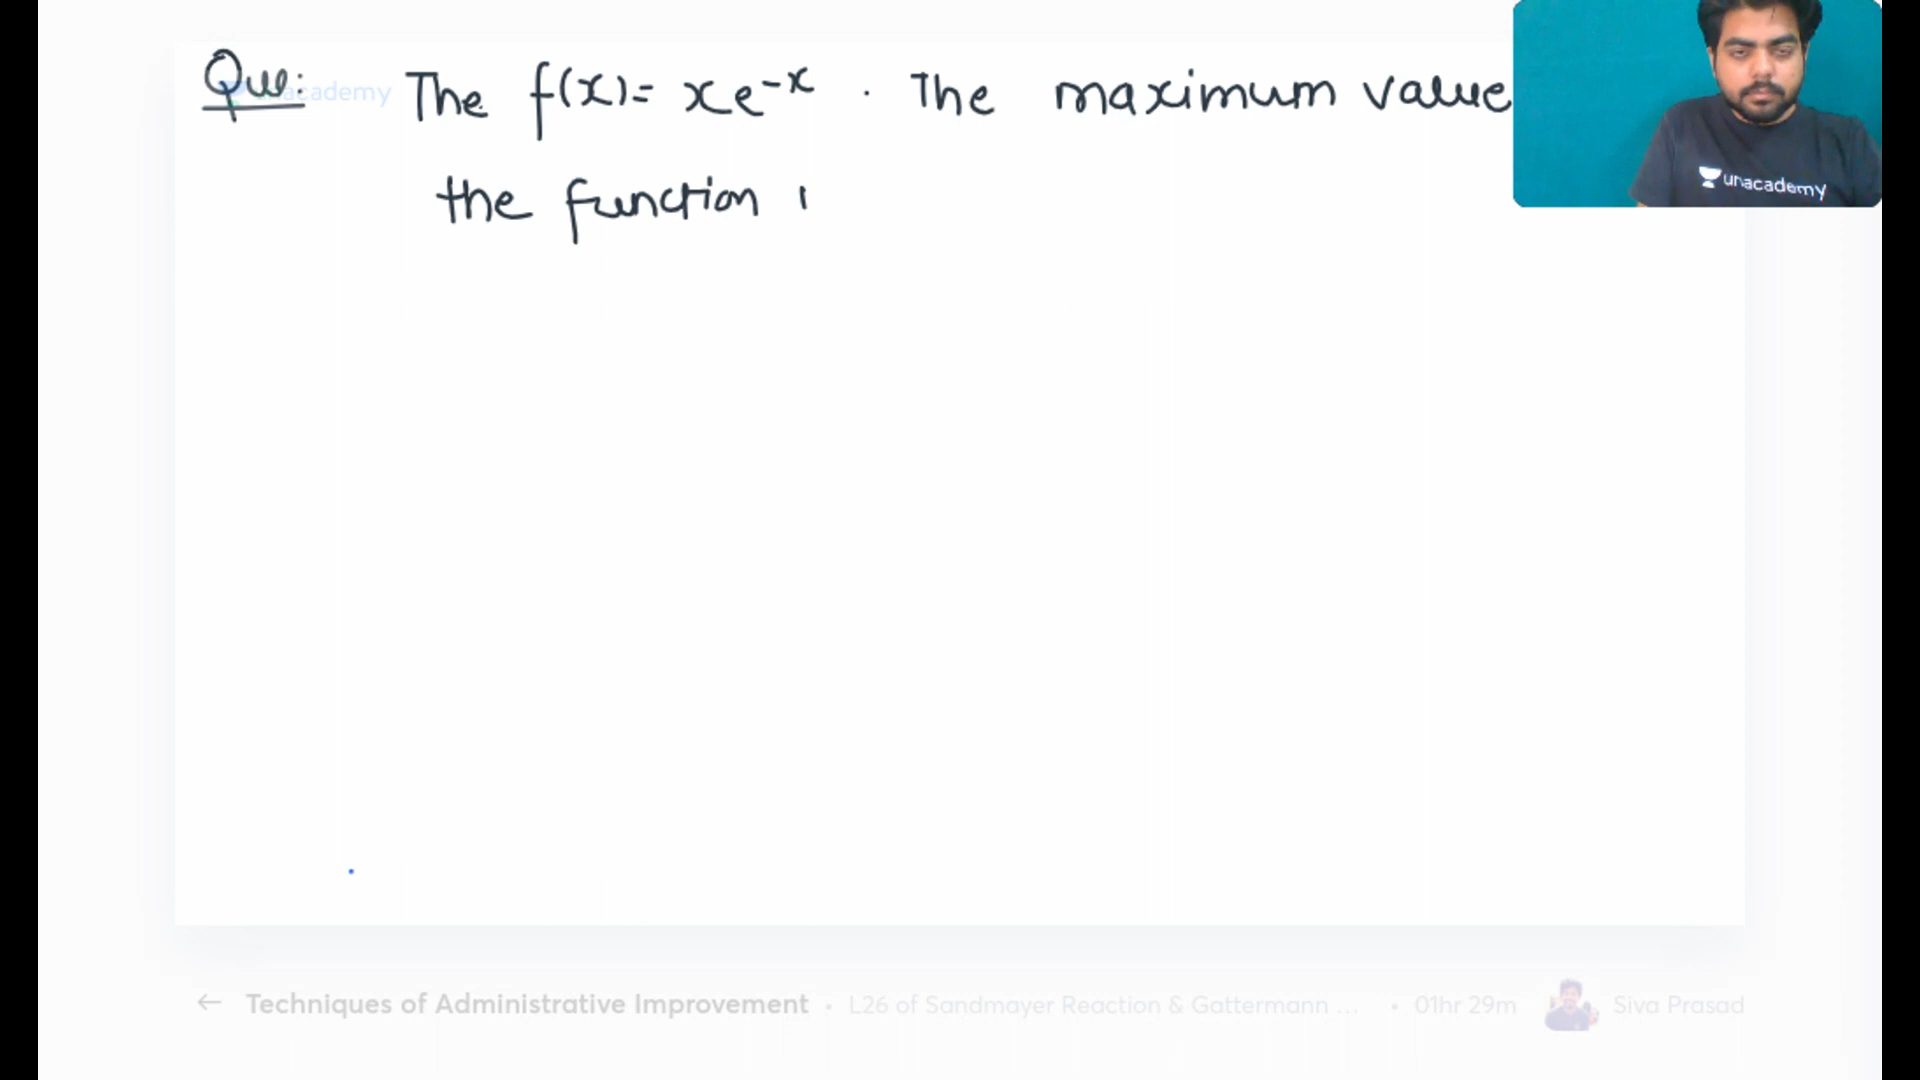 Que: The f(x)= xe^-x . The maximum value
unacademy
the function
unacademy
← Techniques of Administrative Improvement • L26 of Sandmayer Reaction & Gattermann ... • 01hr 29m Siva Prasad